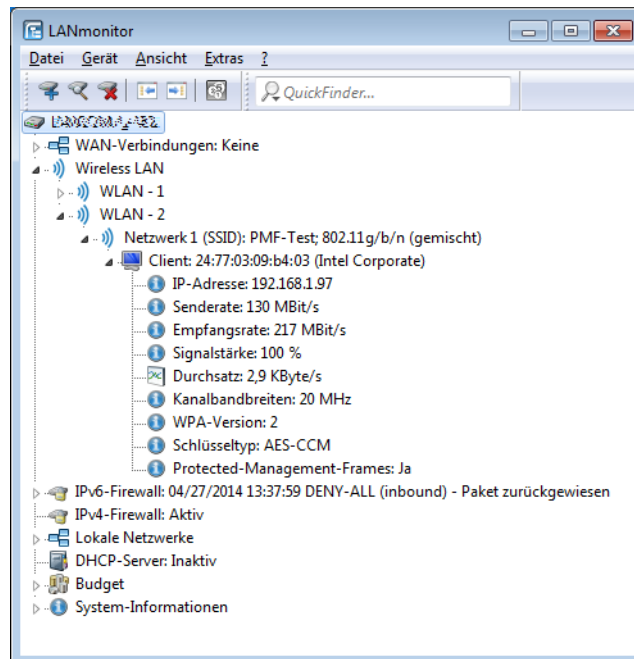 LANmonitor
Datei Gerät Ansicht Extras ?
QuickFinder...
WAN-Verbindungen: Keine
Wireless LAN
WLAN - 1
WLAN - 2
Netzwerk 1 (SSID): PMF-Test; 802.11g/b/n (gemischt)
Client: 24:77:03:09:b4:03 (Intel Corporate)
IP-Adresse: 192.168.1.97
Senderate: 130 MBit/s
Empfangsrate: 217 MBit/s
Signalstärke: 100 %
Durchsatz: 2,9 KByte/s
Kanalbandbreiten: 20 MHz
WPA-Version: 2
Schlüsseltyp: AES-CCM
Protected-Management-Frames: Ja
IPv6-Firewall: 04/27/2014 13:37:59 DENY-ALL (inbound) - Paket zurückgewiesen
IPv4-Firewall: Aktiv
Lokale Netzwerke
DHCP-Server: Inaktiv
Budget
System-Informationen